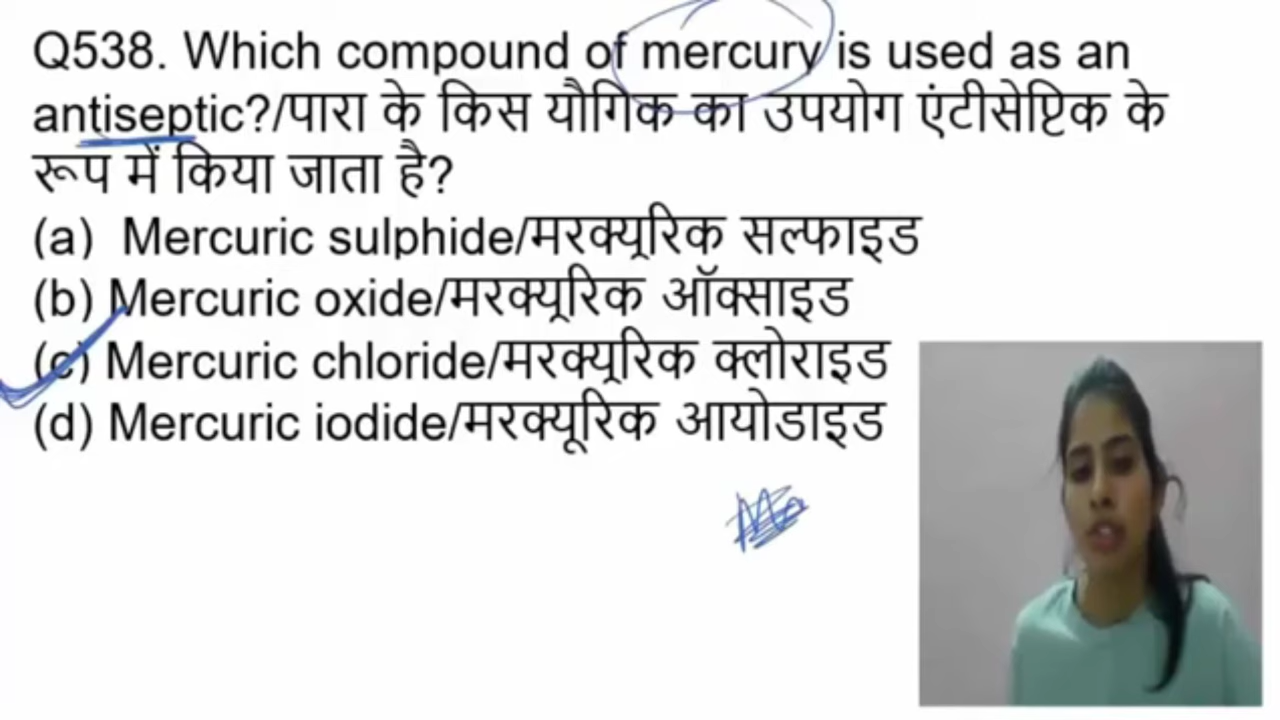 Q538. Which compound of mercury is used as an
antiseptic?/पारा के किस यौगिक का उपयोग एंटीसेप्टिक के
रूप में किया जाता है?
(a) Mercuric sulphide/मरक्यूरिक सल्फाइड
(b) Mercuric oxide/मरक्यूरिक ऑक्साइड
(c) Mercuric chloride/मरक्यूरिक क्लोराइड
(d) Mercuric iodide/मरक्यूरिक आयोडाइड